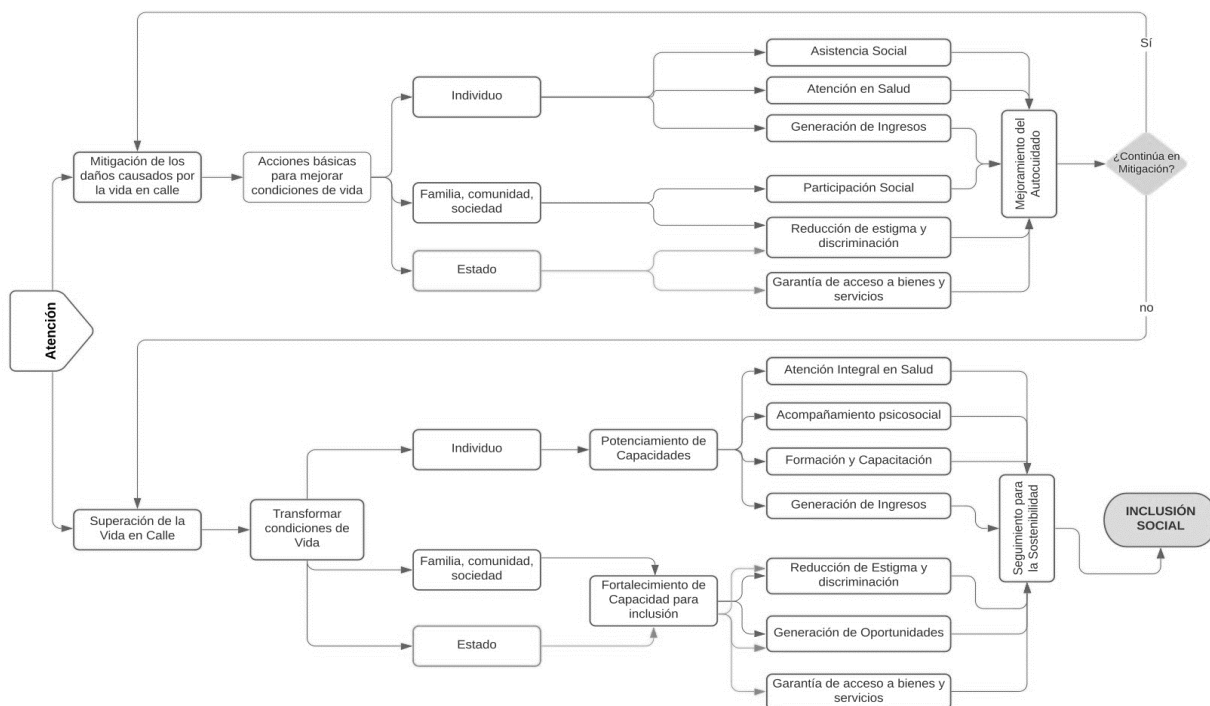 Sí
Asistencia Social
Individuo
Atención en Salud
Generación de Ingresos
Mitigación de los
daños causados por
la vida en calle
Acciones básicas
para mejorar
condiciones de vida
Mejoramiento del
Autocuidado
¿Continúa en
Mitigación?
Familia, comunidad,
sociedad
Participación Social
Reducción de estigma y
discriminación
Estado
Garantía de acceso a bienes y
servicios
no
Atención
Atención Integral en Salud
Acompañamiento psicosocial
Individuo
Potenciamiento de
Capacidades
Formación y Capacitación
Generación de Ingresos
Superación de la
Vida en Calle
Transformar
condiciones de
Vida
Seguimiento para
la Sostenibilidad
INCLUSIÓN
SOCIAL
Familia, comunidad,
sociedad
Fortalecimiento de
Capacidad para
inclusión
Reducción de Estigma y
discriminación
Generación de Oportunidades
Estado
Garantía de acceso a bienes y
servicios